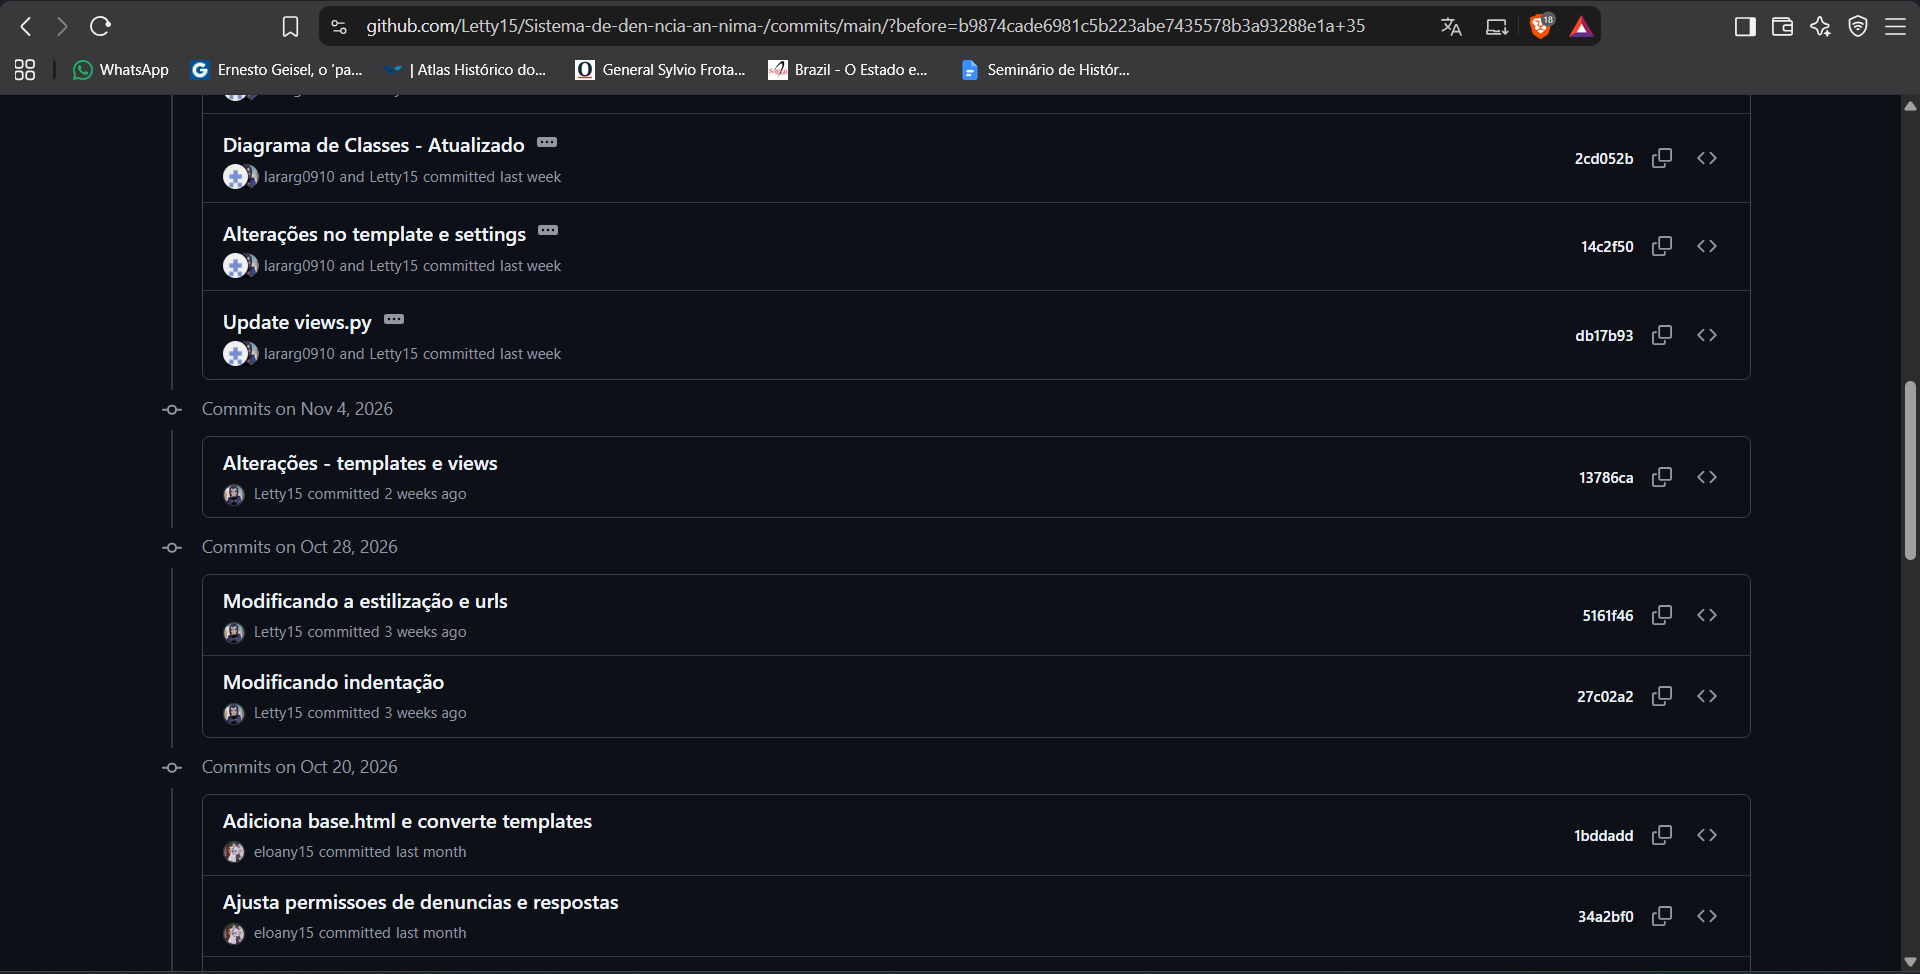 github.com/Letty15/Sistema-de-den-ncia-an-nima-/commits/main/?before=b9874cade6981c5b223abe7435578b3a93288e1a+35
18
WhatsApp
Ernesto Geisel, o 'pa...
| Atlas Histórico do...
General Sylvio Frota...
Brazil - O Estado e...
Seminário de Histór...
Diagrama de Classes - Atualizado
2cd052b
lararg0910 and Letty15 committed last week
Alterações no template e settings
14c2f50
lararg0910 and Letty15 committed last week
Update views.py
db17b93
lararg0910 and Letty15 committed last week
Commits on Nov 4, 2026
Alterações - templates e views
13786ca
Letty15 committed 2 weeks ago
Commits on Oct 28, 2026
Modificando a estilização e urls
5161f46
Letty15 committed 3 weeks ago
Modificando indentação
27c02a2
Letty15 committed 3 weeks ago
Commits on Oct 20, 2026
Adiciona base.html e converte templates
1bddadd
eloany15 committed last month
Ajusta permissoes de denuncias e respostas
34a2bf0
eloany15 committed last month